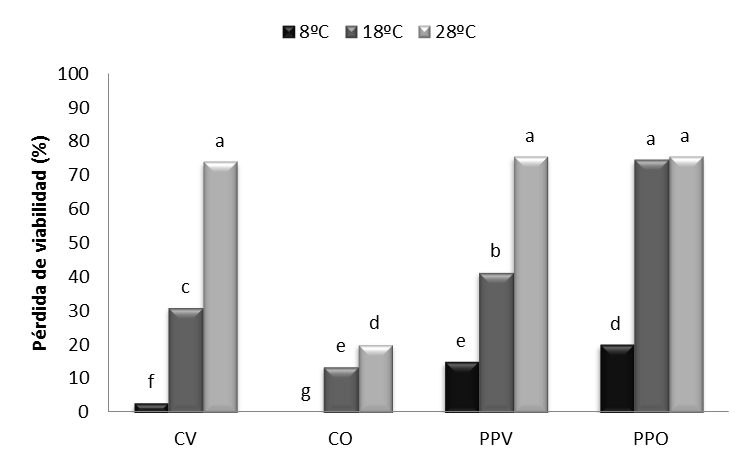 8ºC 18ºC 28ºC
Pérdida de viabilidad (%)
100
90
80
70
60
50
40
30
20
10
0
f c a
g e d
e b a
d a a
CV CO PPV PPO